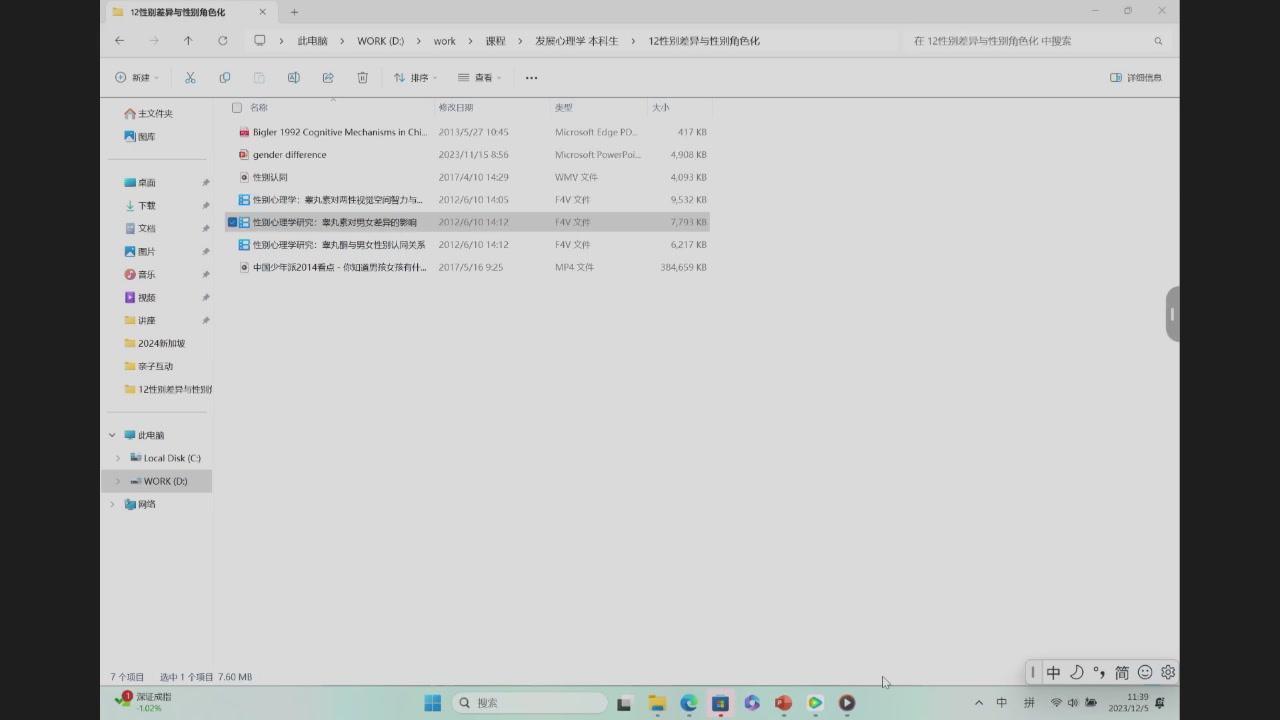 12性别差异与性别角色化
此电脑 > WORK (D:) > work > 课程 > 发展心理学 本科生 > 12性别差异与性别角色化
在 12性别差异与性别角色化 中搜索
新建 排序 查看 ••• 详细信息
名称 修改日期 类型 大小
Bigler 1992 Cognitive Mechanisms in Chi... 2013/5/27 10:45 Microsoft Edge PD... 417 KB
gender difference 2023/11/15 8:56 Microsoft PowerPoi... 4,908 KB
性别认同 2017/4/10 14:29 WMV 文件 4,093 KB
性别心理学：睾丸素对两性视觉空间智力与... 2012/6/10 14:05 F4V 文件 9,532 KB
性别心理学研究：睾丸素对男女差异的影响 2012/6/10 14:12 F4V 文件 7,793 KB
性别心理学研究：睾丸酮与男女性别认同关系 2012/6/10 14:12 F4V 文件 6,217 KB
中国少年派2014看点 - 你知道男孩女孩有什... 2017/5/16 9:25 MP4 文件 384,659 KB
主文件夹
图库
桌面
下载
文档
图片
音乐
视频
讲座
2024新加坡
亲子互动
12性别差异与性别
此电脑
Local Disk (C:)
WORK (D:)
网络
7 个项目 选中 1 个项目 7.60 MB
中 简
1 深证成指
-1.02%
搜索
中 拼
11:39
2023/12/5